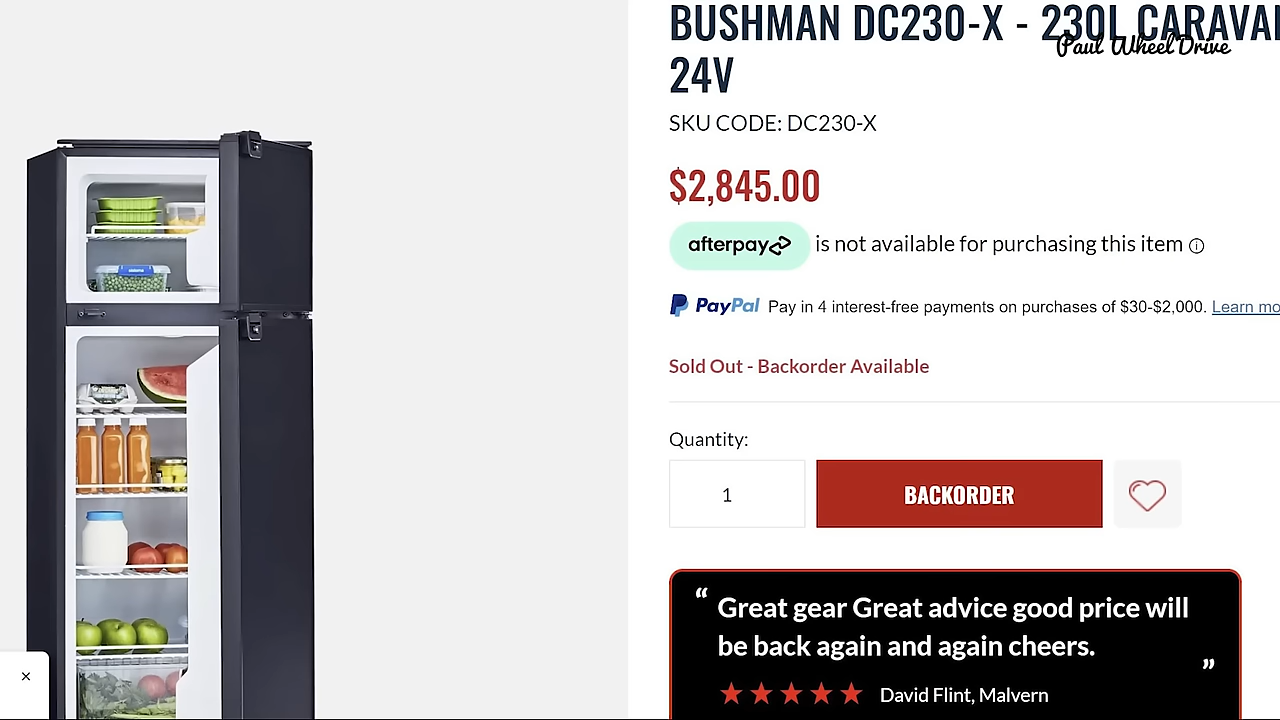 BUSHMAN DC230-X - 230L CARAVAN
Paul WheelDrive
24V
SKU CODE: DC230-X
$2,845.00
afterpay is not available for purchasing this item
PayPal Pay in 4 interest-free payments on purchases of $30-$2,000. Learn mo
Sold Out - Backorder Available
Quantity:
1 BACKORDER
“ Great gear Great advice good price will
be back again and again cheers. ”
David Flint, Malvern